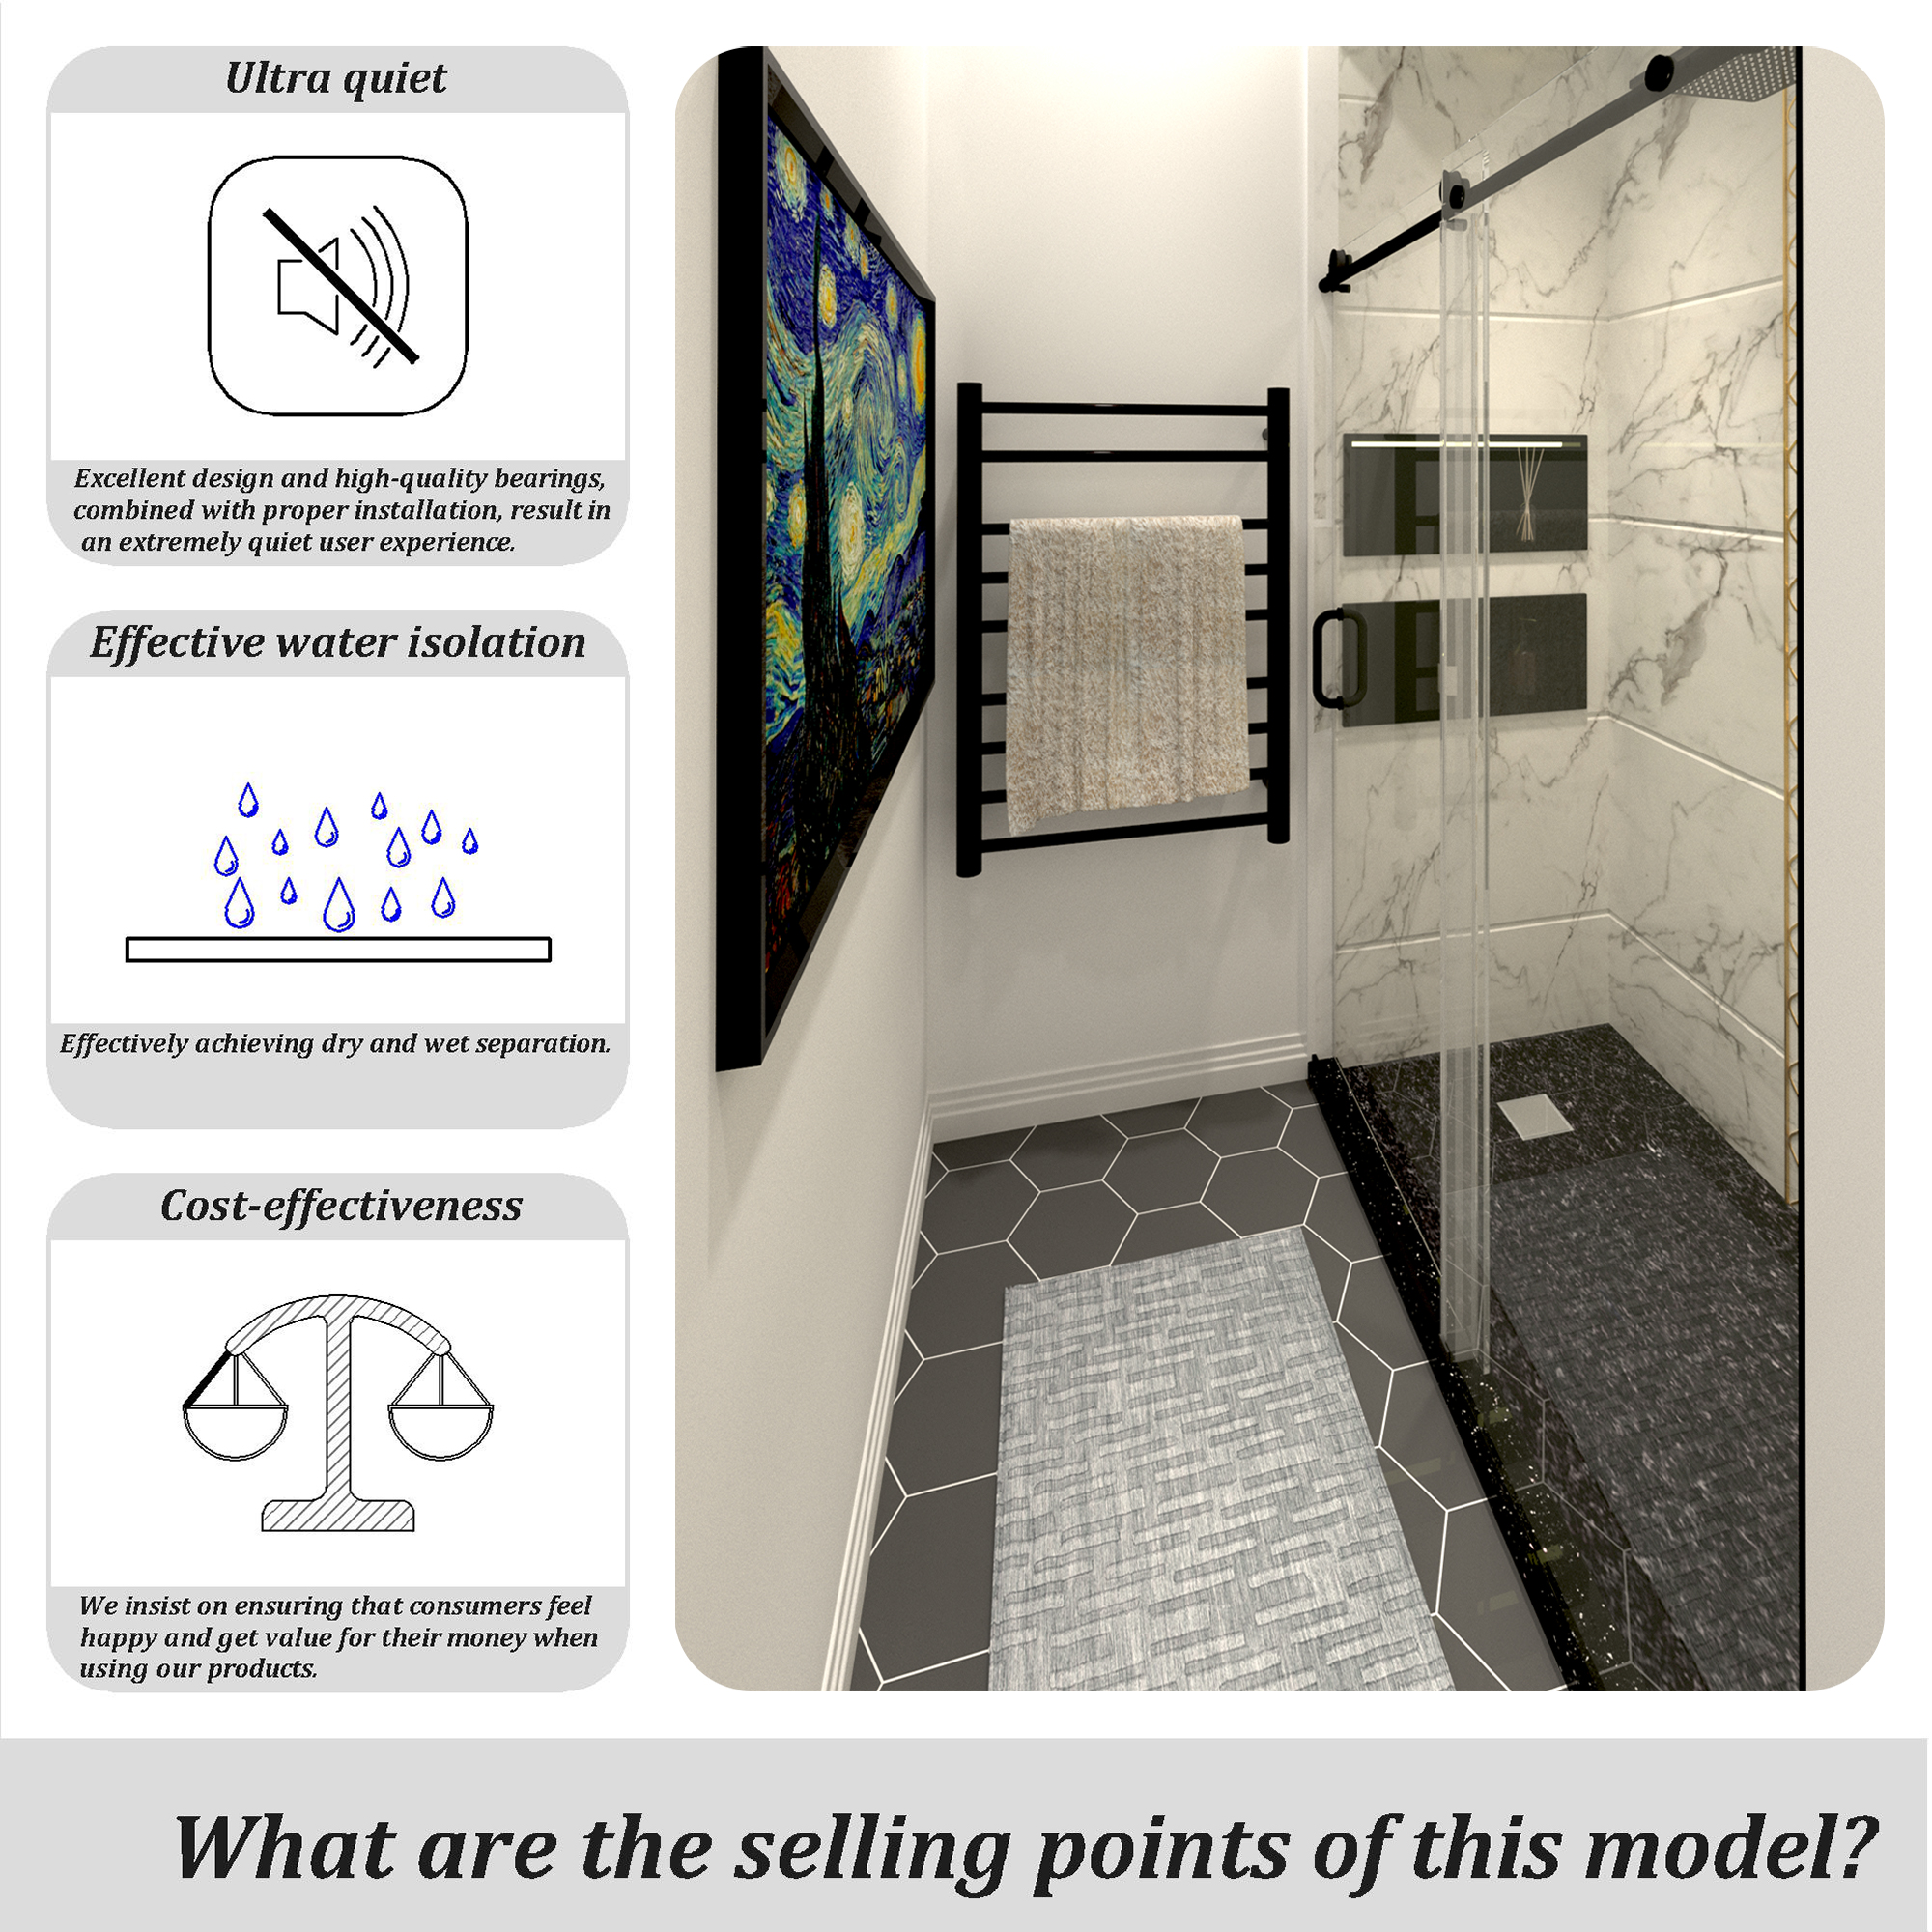 Ultra quiet
Excellent design and high-quality bearings,
combined with proper installation, result in
an extremely quiet user experience.
Effective water isolation
Effectively achieving dry and wet separation.
Cost-effectiveness
We insist on ensuring that consumers feel
happy and get value for their money when
using our products.
What are the selling points of this model?